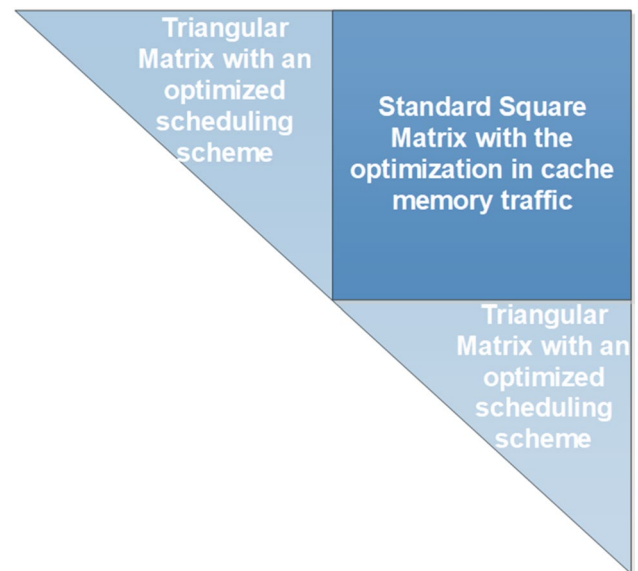 Triangular
Matrix with an
optimized
scheduling
scheme
Standard Square
Matrix with the
optimization in cache
memory traffic
Triangular
Matrix with an
optimized
scheduling
scheme